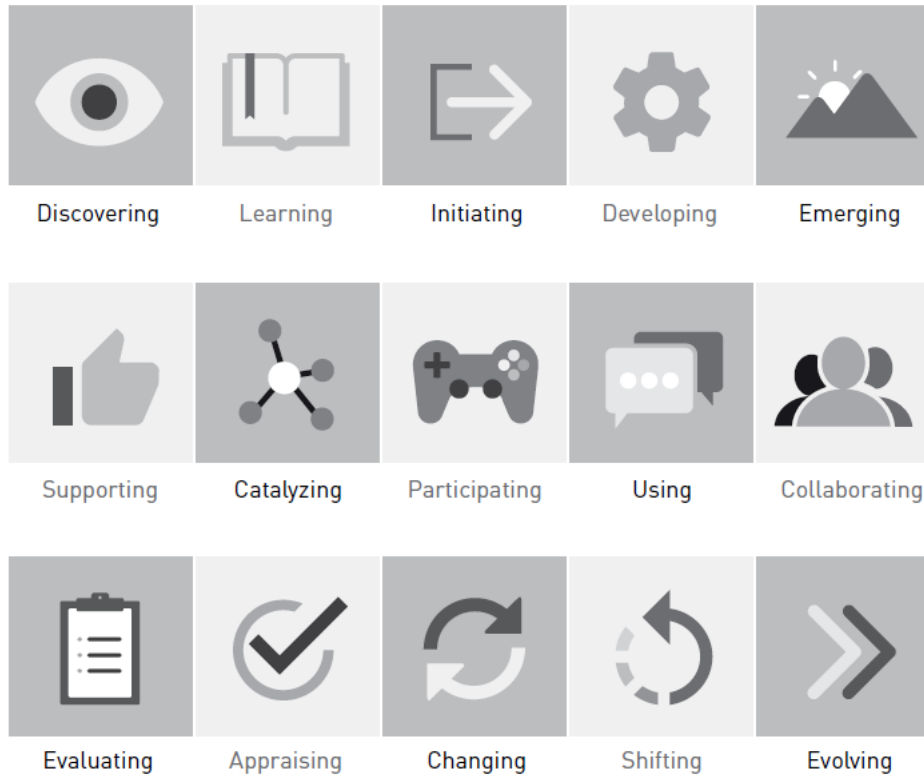 Discovering Learning Initiating Developing Emerging
Supporting Catalyzing Participating Using Collaborating
Evaluating Appraising Changing Shifting Evolving